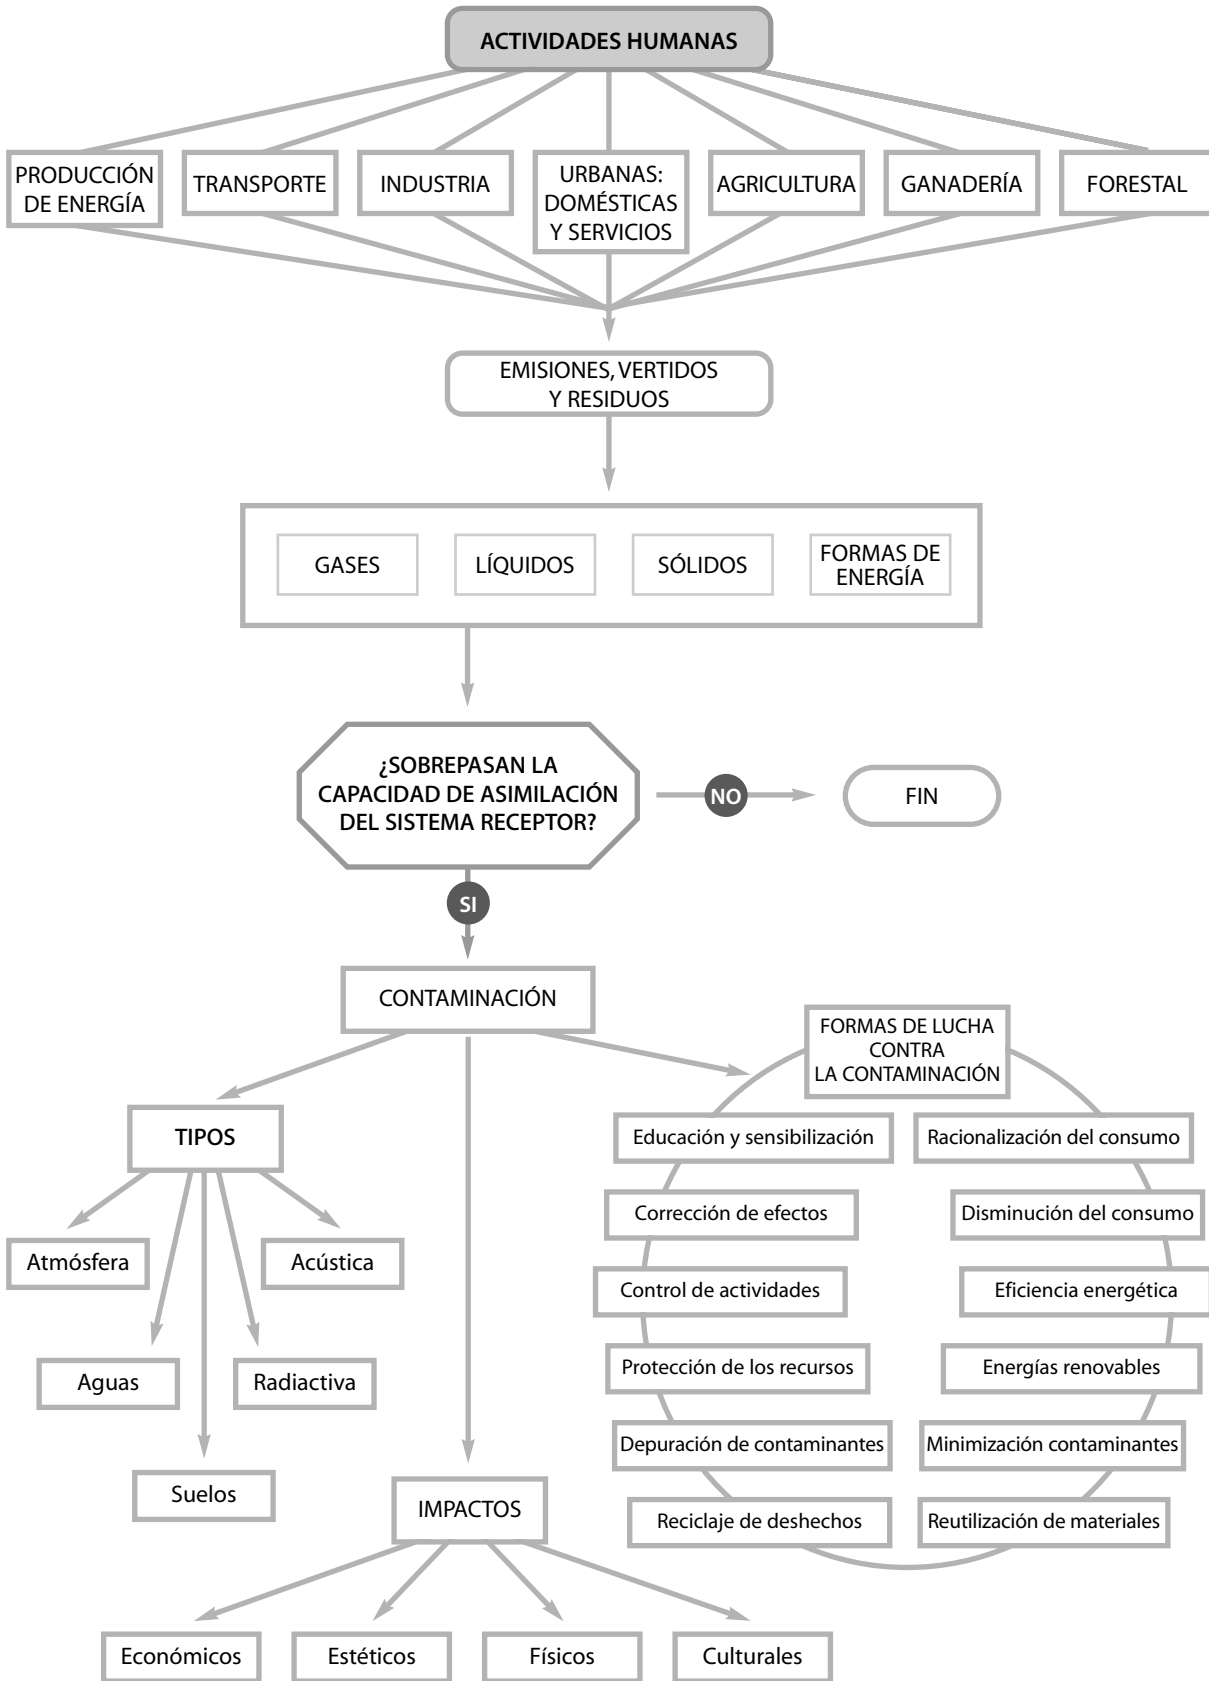 ACTIVIDADES HUMANAS
PRODUCCIÓN
DE ENERGÍA
TRANSPORTE
INDUSTRIA
URBANAS:
DOMÉSTICAS
Y SERVICIOS
AGRICULTURA
GANADERÍA
FORESTAL
EMISIONES, VERTIDOS
Y RESIDUOS
GASES
LÍQUIDOS
SÓLIDOS
FORMAS DE
ENERGÍA
¿SOBREPASAN LA
CAPACIDAD DE ASIMILACIÓN
DEL SISTEMA RECEPTOR?
NO
FIN
SI
CONTAMINACIÓN
FORMAS DE LUCHA
CONTRA
LA CONTAMINACIÓN
TIPOS
Atmósfera
Acústica
Aguas
Radiactiva
Suelos
Educación y sensibilización
Racionalización del consumo
Corrección de efectos
Disminución del consumo
Control de actividades
Eficiencia energética
Protección de los recursos
Energías renovables
Depuración de contaminantes
Minimización contaminantes
Reciclaje de deshechos
Reutilización de materiales
IMPACTOS
Económicos
Estéticos
Físicos
Culturales